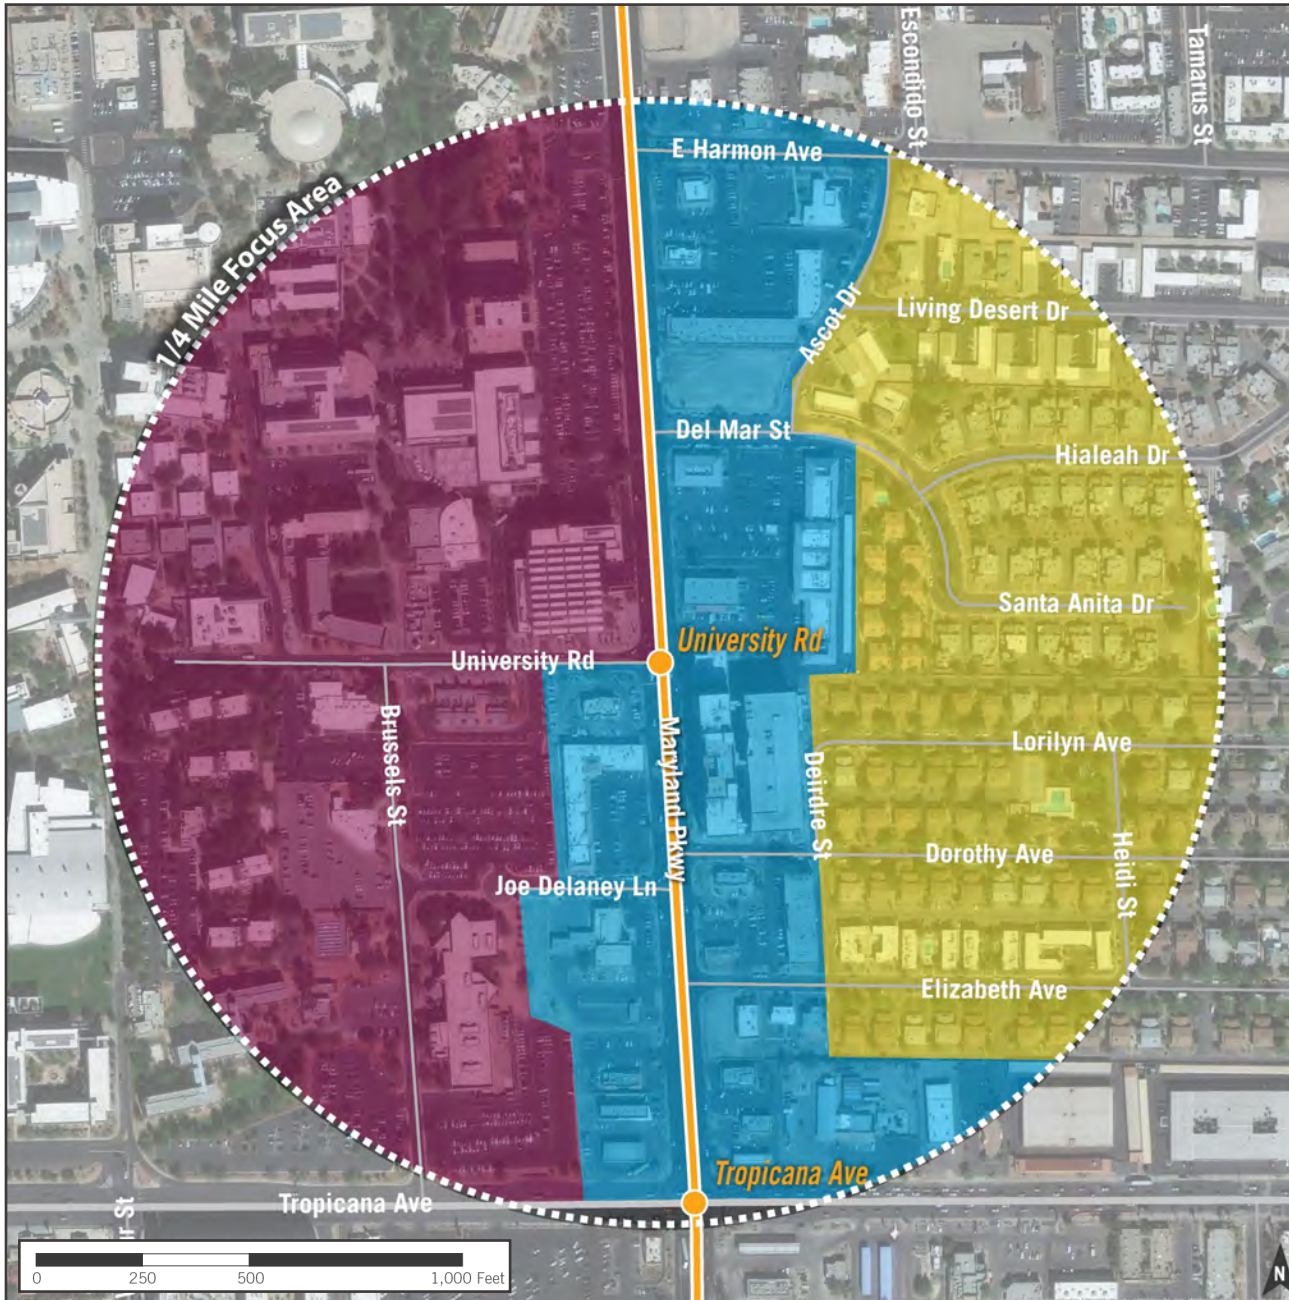 Escondido St
Tamarus St
E Harmon Ave
1/4 Mile Focus Area
Living Desert Dr
Ascot Dr
Del Mar St
Hialeah Dr
Santa Anita Dr
University Rd
University Rd
Brussels St
Maryland Pkwy
Lorilyn Ave
Deirdre St
Dorothy Ave
Heidi St
Joe Delaney Ln
Elizabeth Ave
Tropicana Ave
Tropicana Ave
r St
0 250 500 1,000 Feet
N